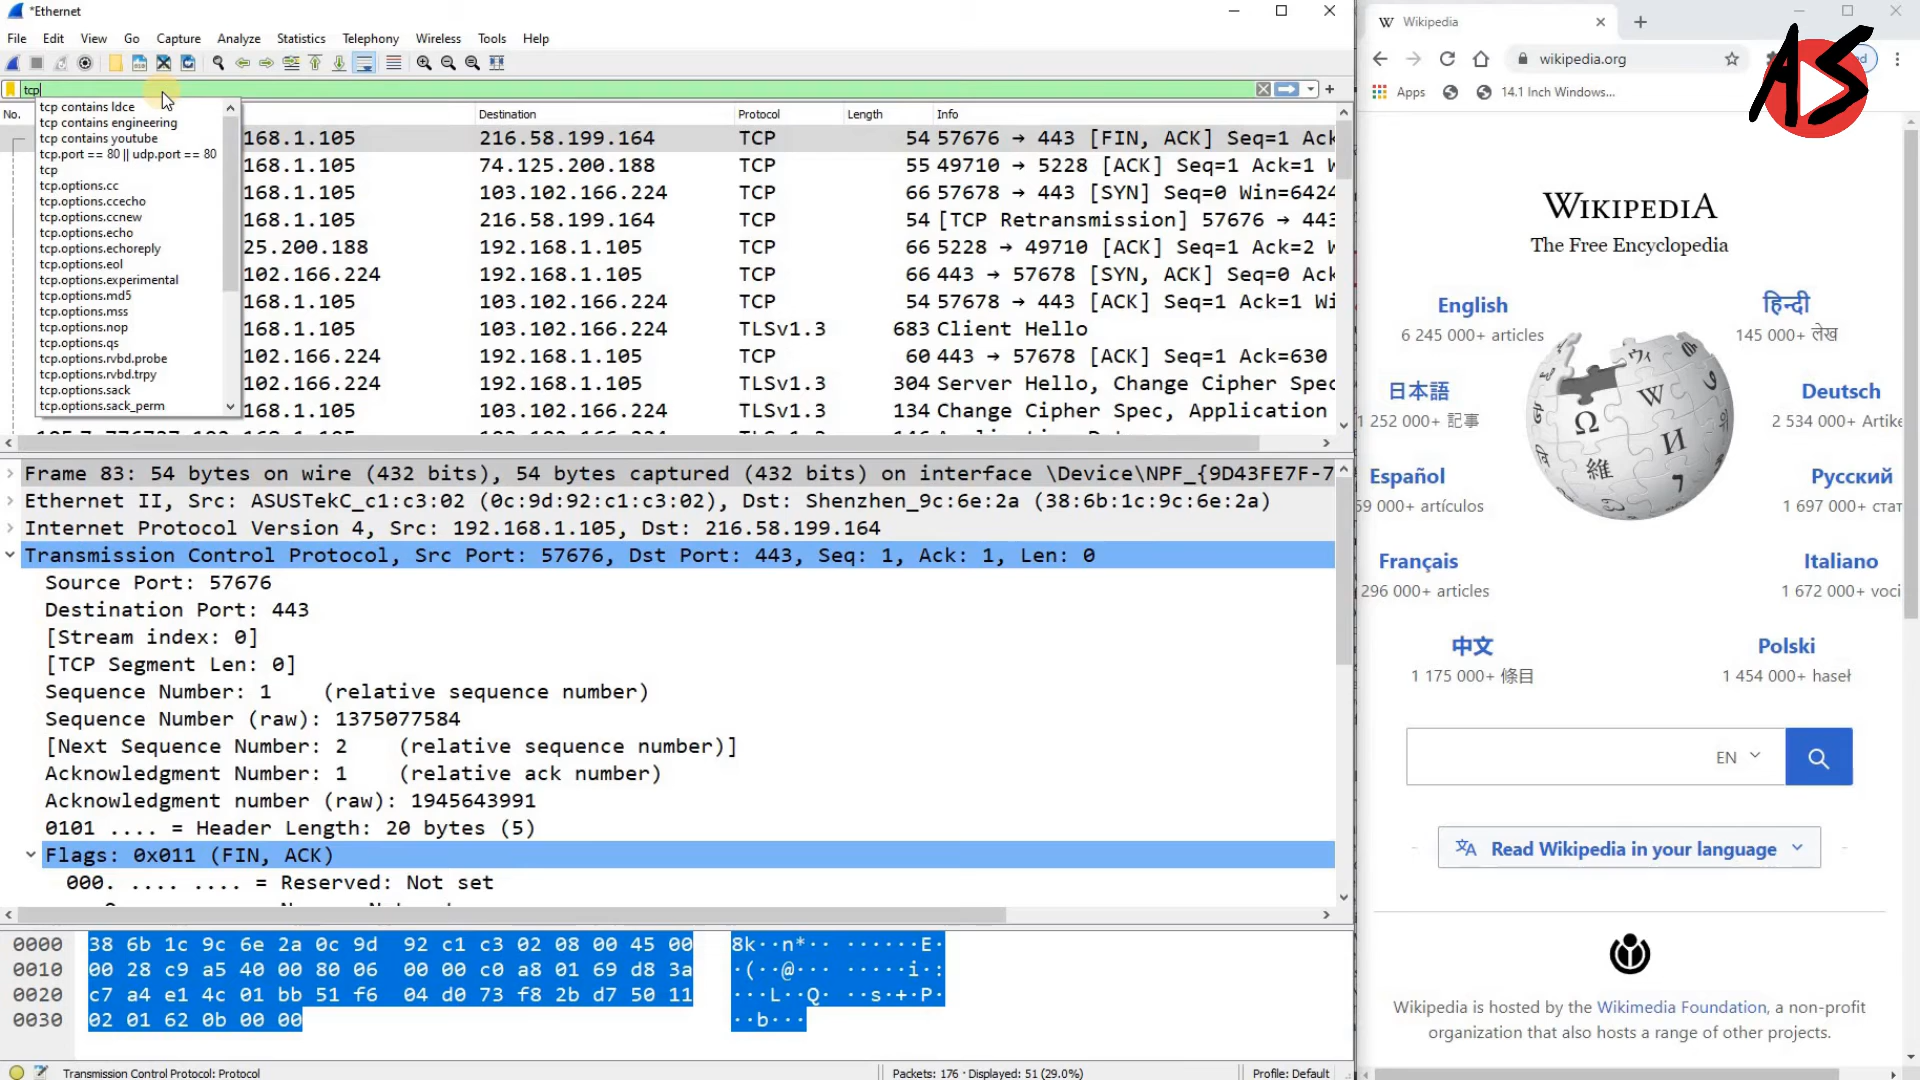 *Ethernet
File Edit View Go Capture Analyze Statistics Telephony Wireless Tools Help
tcp
tcp contains ldce
tcp contains engineering
tcp contains youtube
tcp.port == 80 || udp.port == 80
tcp
tcp.options.cc
tcp.options.ccecho
tcp.options.ccnew
tcp.options.echo
tcp.options.echoreply
tcp.options.eol
tcp.options.experimental
tcp.options.md5
tcp.options.mss
tcp.options.nop
tcp.options.qs
tcp.options.rvbd.probe
tcp.options.rvbd.trpy
tcp.options.sack
tcp.options.sack_perm
No. Destination Protocol Length Info
168.1.105 216.58.199.164 TCP 54 57676 → 443 [FIN, ACK] Seq=1 Ack
168.1.105 74.125.200.188 TCP 55 49710 → 5228 [ACK] Seq=1 Ack=1 W
168.1.105 103.102.166.224 TCP 66 57678 → 443 [SYN] Seq=0 Win=6424
168.1.105 216.58.199.164 TCP 54 [TCP Retransmission] 57676 → 443
25.200.188 192.168.1.105 TCP 66 5228 → 49710 [ACK] Seq=1 Ack=2 W
102.166.224 192.168.1.105 TCP 66 443 → 57678 [SYN, ACK] Seq=0 Ac
168.1.105 103.102.166.224 TCP 54 57678 → 443 [ACK] Seq=1 Ack=1 Wi
168.1.105 103.102.166.224 TLSv1.3 683 Client Hello
102.166.224 192.168.1.105 TCP 60 443 → 57678 [ACK] Seq=1 Ack=630
102.166.224 192.168.1.105 TLSv1.3 304 Server Hello, Change Cipher Spec
168.1.105 103.102.166.224 TLSv1.3 134 Change Cipher Spec, Application
Frame 83: 54 bytes on wire (432 bits), 54 bytes captured (432 bits) on interface \Device\NPF_{9D43FE7F-7
Ethernet II, Src: ASUSTekC_c1:c3:02 (0c:9d:92:c1:c3:02), Dst: Shenzhen_9c:6e:2a (38:6b:1c:9c:6e:2a)
Internet Protocol Version 4, Src: 192.168.1.105, Dst: 216.58.199.164
Transmission Control Protocol, Src Port: 57676, Dst Port: 443, Seq: 1, Ack: 1, Len: 0
Source Port: 57676
Destination Port: 443
[Stream index: 0]
[TCP Segment Len: 0]
Sequence Number: 1 (relative sequence number)
Sequence Number (raw): 1375077584
[Next Sequence Number: 2 (relative sequence number)]
Acknowledgment Number: 1 (relative ack number)
Acknowledgment number (raw): 1945643991
0101 .... = Header Length: 20 bytes (5)
Flags: 0x011 (FIN, ACK)
000. .... .... = Reserved: Not set
0000 38 6b 1c 9c 6e 2a 0c 9d 92 c1 c3 02 08 00 45 00 8k··n*·· ······E·
0010 00 28 c9 a5 40 00 80 06 00 00 c0 a8 01 69 d8 3a ·(··@··· ·····i·:
0020 c7 a4 e1 4c 01 bb 51 f6 04 d0 73 f8 2b d7 50 11 ···L··Q· ··s·+·P·
0030 02 01 62 0b 00 00 ··b···
Transmission Control Protocol: Protocol Packets: 176 · Displayed: 51 (29.0%) Profile: Default
Wikipedia
wikipedia.org
Apps 14.1 Inch Windows...
AS
WIKIPEDIA
The Free Encyclopedia
English
6 245 000+ articles
हिन्दी
145 000+ लेख
日本語
1 252 000+ 記事
Deutsch
2 534 000+ Artike
Español
59 000+ artículos
Русский
1 697 000+ стат
Français
296 000+ articles
Italiano
1 672 000+ voci
中文
1 175 000+ 條目
Polski
1 454 000+ haseł
EN
Read Wikipedia in your language
Wikipedia is hosted by the Wikimedia Foundation, a non-profit
organization that also hosts a range of other projects.